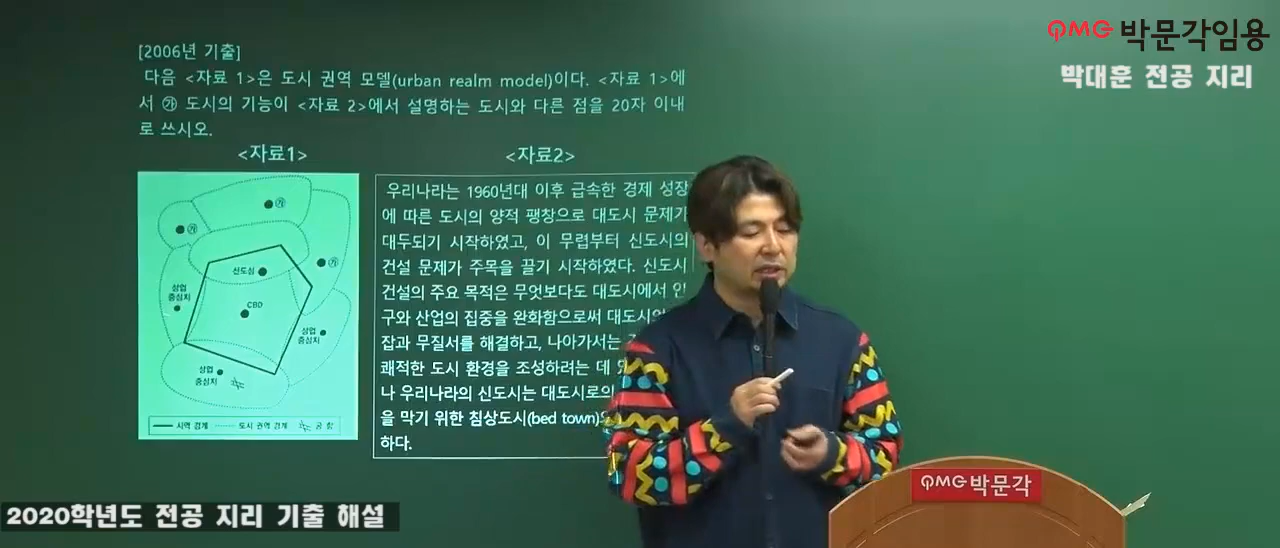 QMG 박문각임용
박대훈 전공 지리
[2006년 기출]
다음 <자료 1>은 도시 권역 모델(urban realm model)이다. <자료 1>에
서 ㉮ 도시의 기능이 <자료 2>에서 설명하는 도시와 다른 점을 20자 이내
로 쓰시오.
<자료1>
㉮
㉮
㉮
신도심
CBD
상업
중심지
상업
중심지
상업
중심지
시역 경계 도시 권역 경계 공 항
<자료2>
우리나라는 1960년대 이후 급속한 경제 성장
에 따른 도시의 양적 팽창으로 대도시 문제가
대두되기 시작하였고, 이 무렵부터 신도시의
건설 문제가 주목을 끌기 시작하였다. 신도시
건설의 주요 목적은 무엇보다도 대도시에서 인
구와 산업의 집중을 완화함으로써 대도시의
잡과 무질서를 해결하고, 나아가서는
쾌적한 도시 환경을 조성하려는 데
나 우리나라의 신도시는 대도시로의
을 막기 위한 침상도시(bed town)
하다.
QMG 박문각
2020학년도 전공 지리 기출 해설